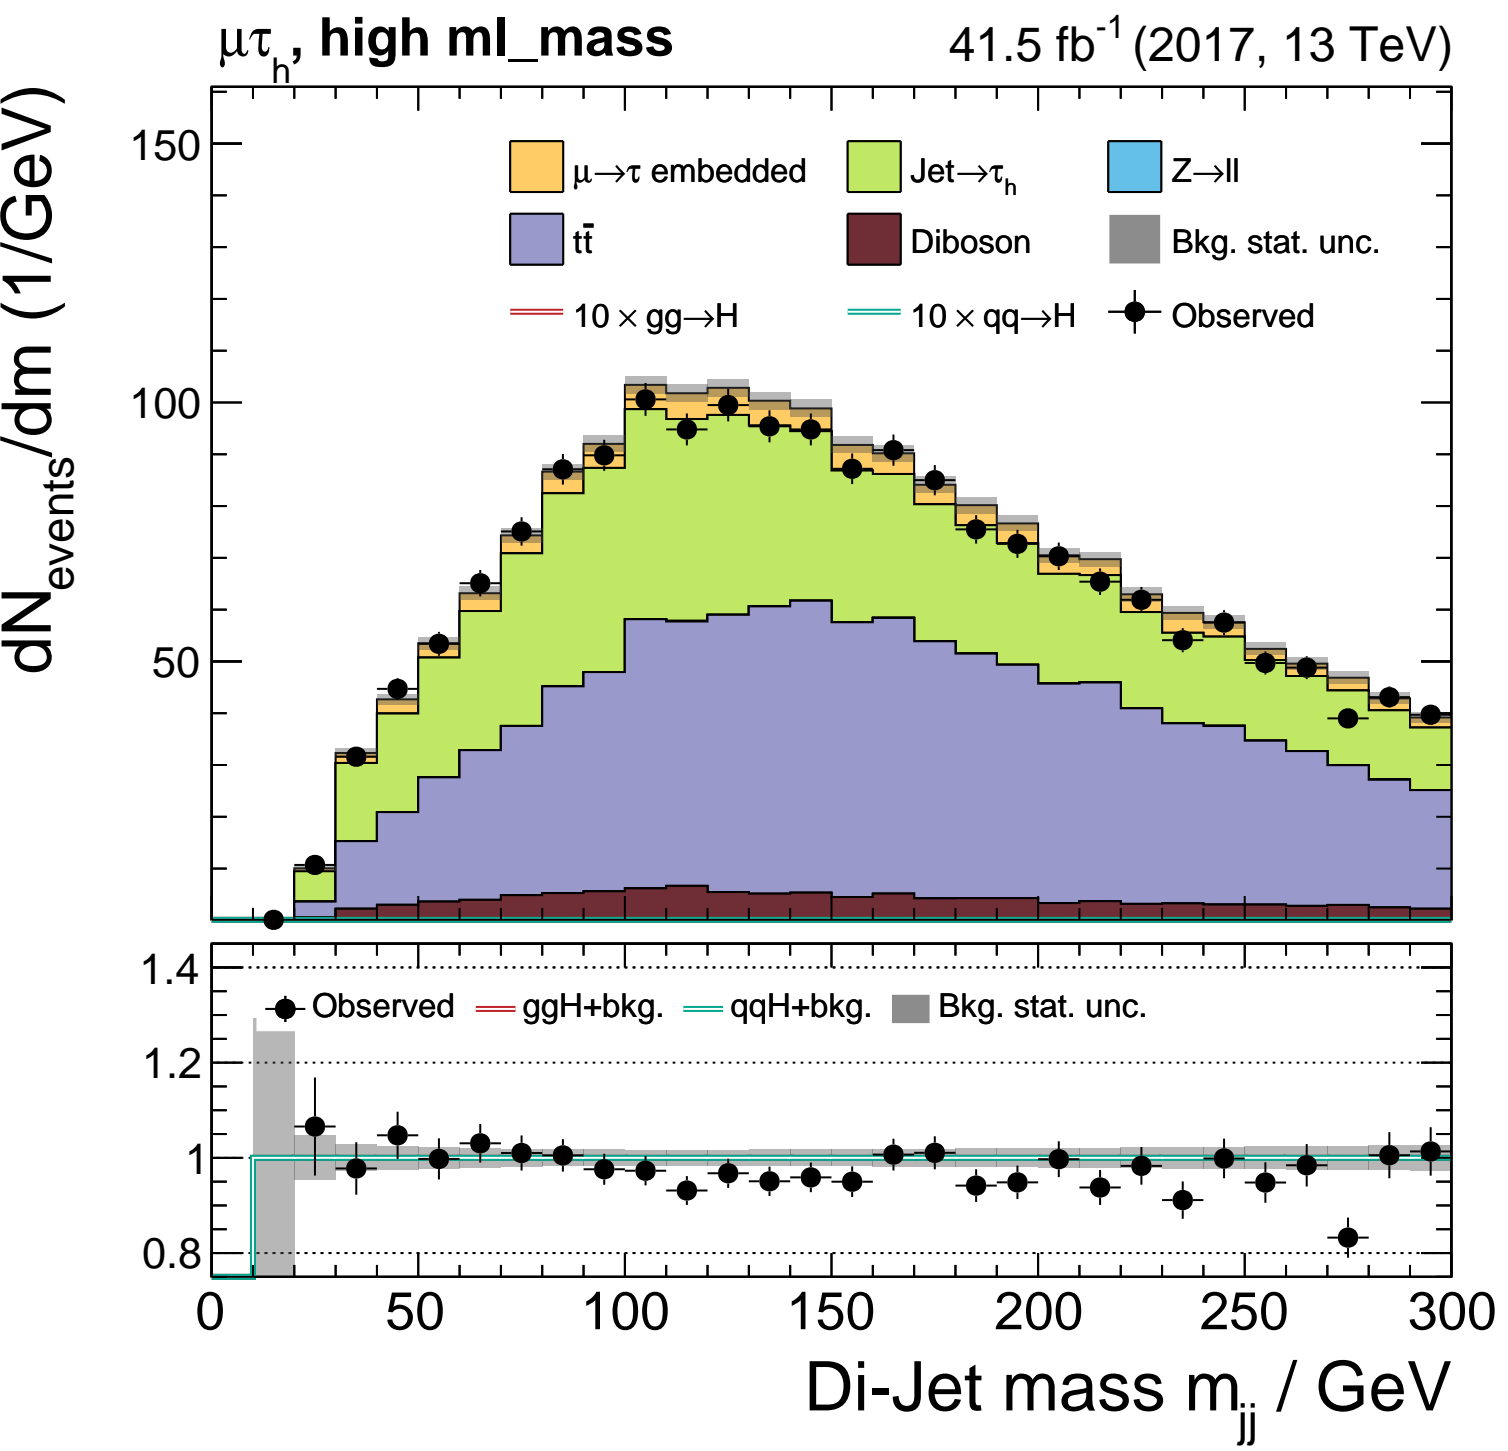 μτh, high ml_mass 41.5 fb-1 (2017, 13 TeV)
dNevents/dm (1/GeV)
150
100
50
μ→τ embedded Jet→τh Z→ll
tt̄ Diboson Bkg. stat. unc.
10 × gg→H 10 × qq→H Observed
1.4
1.2
1
0.8
Observed ggH+bkg. qqH+bkg. Bkg. stat. unc.
0 50 100 150 200 250 300
Di-Jet mass mjj / GeV